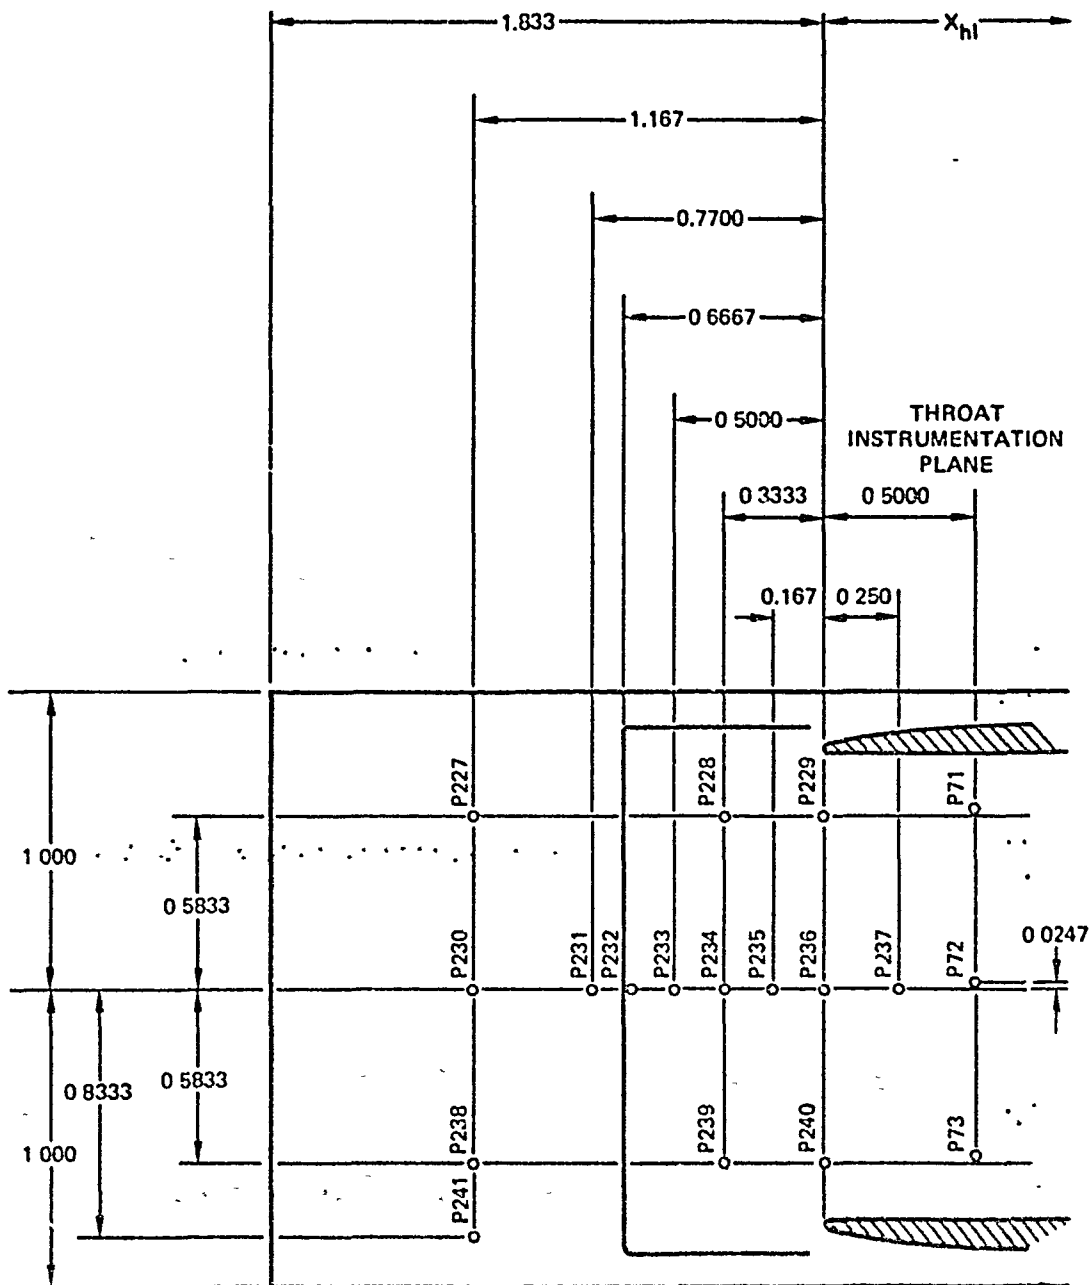 1.833
X_hl
1.167
0.7700
0 6667
0 5000
THROAT
INSTRUMENTATION
PLANE
0 3333
0 5000
0.167
0 250
P227
P228
P229
P71
1 000
0 5833
P230
P231
P232
P233
P234
P235
P236
P237
P72
0 0247
0 8333
0 5833
1 000
P238
P239
P240
P73
P241